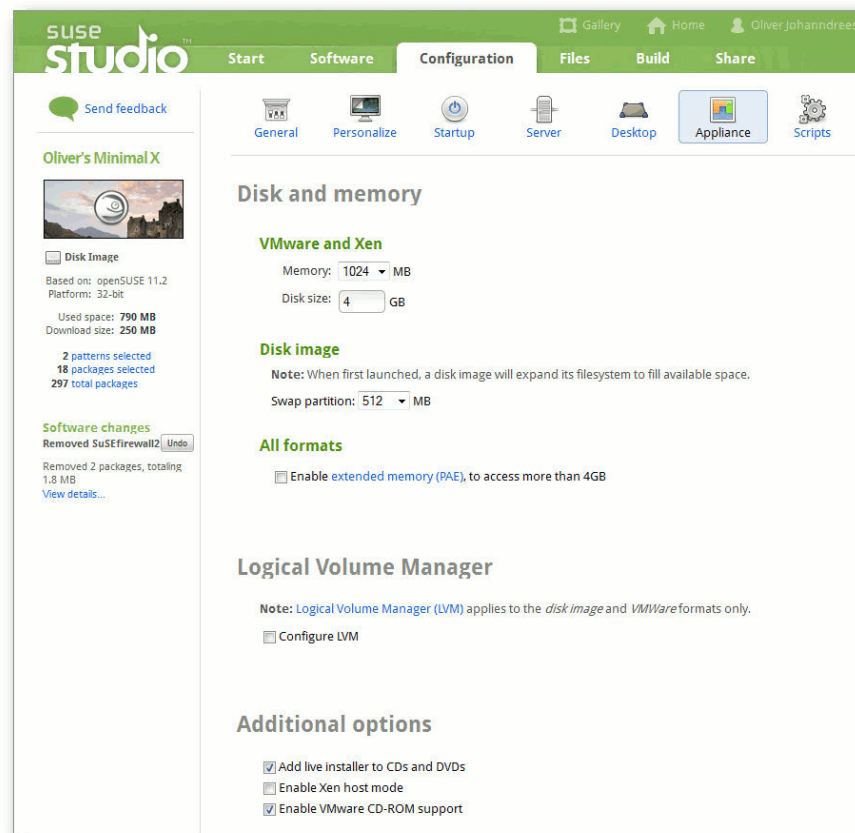 suse
studio™
Gallery Home Oliver Johanndrees
Start Software Configuration Files Build Share
Send feedback
General Personalize Startup Server Desktop Appliance Scripts
Oliver's Minimal X
Disk Image
Based on: openSUSE 11.2
Platform: 32-bit
Used space: 790 MB
Download size: 250 MB
2 patterns selected
18 packages selected
297 total packages
Software changes
Removed SuSEfirewall2 Undo
Removed 2 packages, totaling
1.8 MB
View details...
Disk and memory
VMware and Xen
Memory: 1024 MB
Disk size: 4 GB
Disk image
Note: When first launched, a disk image will expand its filesystem to fill available space.
Swap partition: 512 MB
All formats
Enable extended memory (PAE), to access more than 4GB
Logical Volume Manager
Note: Logical Volume Manager (LVM) applies to the disk image and VMWare formats only.
Configure LVM
Additional options
Add live installer to CDs and DVDs
Enable Xen host mode
Enable VMware CD-ROM support